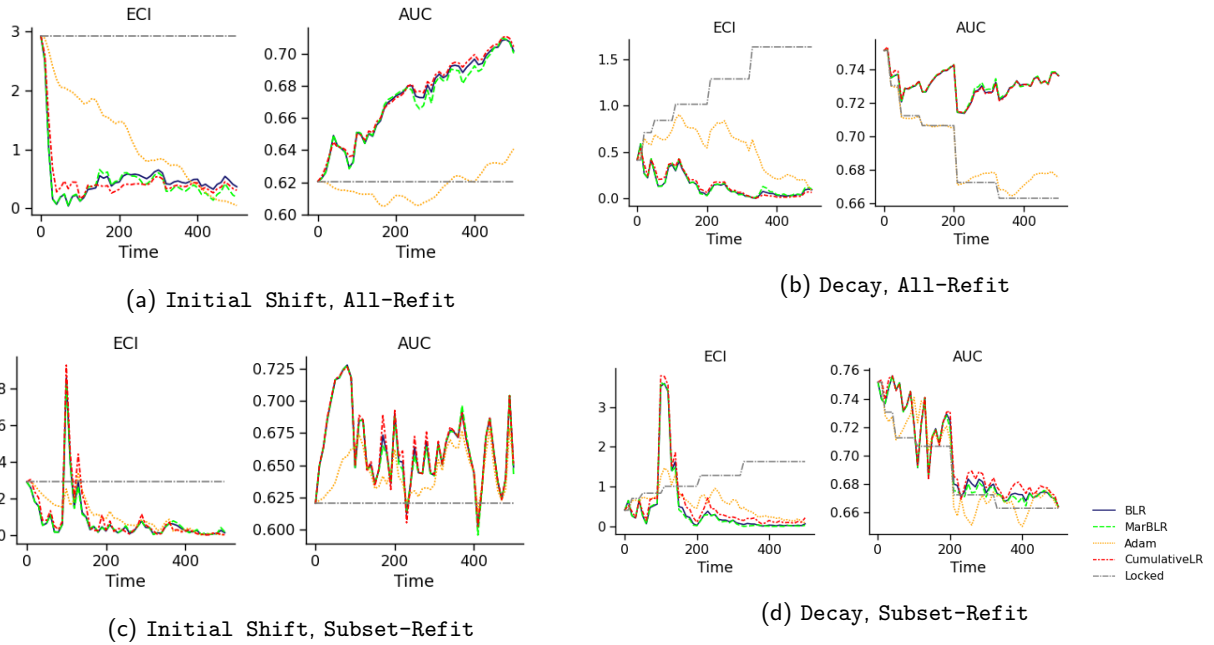 ECI
AUC
3
2
1
0
0
200
400
Time
0.70
0.68
0.66
0.64
0.62
0.60
0
200
400
Time
(a) Initial Shift, All-Refit
ECI
AUC
1.5
1.0
0.5
0.0
0
200
400
Time
0.74
0.72
0.70
0.68
0.66
0
200
400
Time
(b) Decay, All-Refit
ECI
AUC
8
6
4
2
0
0
200
400
Time
0.725
0.700
0.675
0.650
0.625
0.600
0
200
400
Time
(c) Initial Shift, Subset-Refit
ECI
AUC
3
2
1
0
0
200
400
Time
0.76
0.74
0.72
0.70
0.68
0.66
0
200
400
Time
BLR
MarBLR
Adam
CumulativeLR
Locked
(d) Decay, Subset-Refit